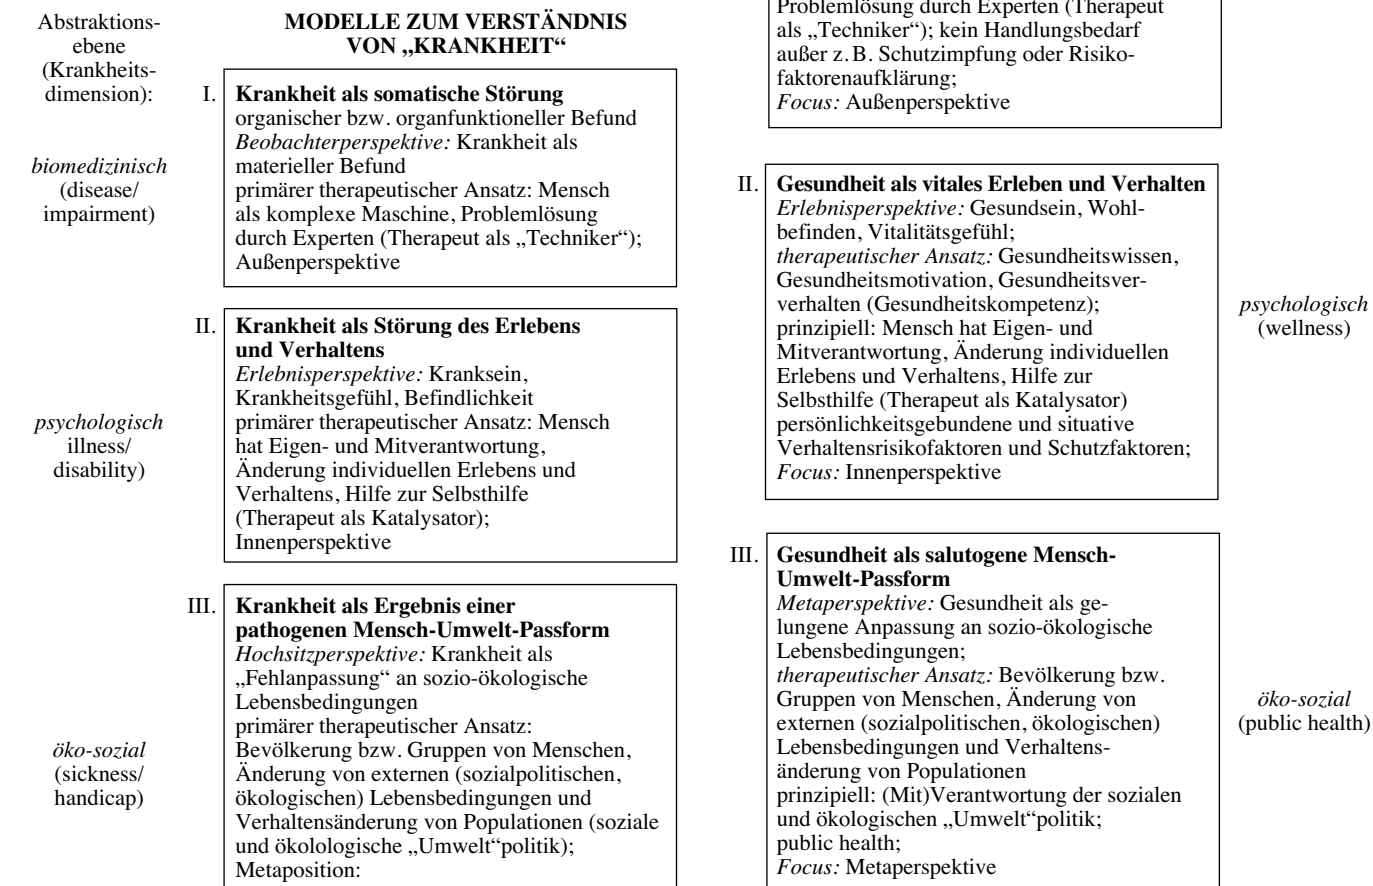 Abstraktions-
ebene
(Krankheits-
dimension):
MODELLE ZUM VERSTÄNDNIS
VON „KRANKHEIT“
I.
Krankheit als somatische Störung
organischer bzw. organfunktioneller Befund
Beobachterperspektive: Krankheit als
materieller Befund
primärer therapeutischer Ansatz: Mensch
als komplexe Maschine, Problemlösung
durch Experten (Therapeut als „Techniker“);
Außenperspektive
biomedizinisch
(disease/
impairment)
II.
Krankheit als Störung des Erlebens
und Verhaltens
Erlebnisperspektive: Kranksein,
Krankheitsgefühl, Befindlichkeit
primärer therapeutischer Ansatz: Mensch
hat Eigen- und Mitverantwortung,
Änderung individuellen Erlebens und
Verhaltens, Hilfe zur Selbsthilfe
(Therapeut als Katalysator);
Innenperspektive
psychologisch
illness/
disability)
III.
Krankheit als Ergebnis einer
pathogenen Mensch-Umwelt-Passform
Hochsitzperspektive: Krankheit als
„Fehlanpassung“ an sozio-ökologische
Lebensbedingungen
primärer therapeutischer Ansatz:
Bevölkerung bzw. Gruppen von Menschen,
Änderung von externen (sozialpolitischen,
ökologischen) Lebensbedingungen und
Verhaltensänderung von Populationen (soziale
und ökolologische „Umwelt“politik);
Metaposition:
öko-sozial
(sickness/
handicap)
Problemlösung durch Experten (Therapeut
als „Techniker“); kein Handlungsbedarf
außer z. B. Schutzimpfung oder Risiko-
faktorenaufklärung;
Focus: Außenperspektive
II.
Gesundheit als vitales Erleben und Verhalten
Erlebnisperspektive: Gesundsein, Wohl-
befinden, Vitalitätsgefühl;
therapeutischer Ansatz: Gesundheitswissen,
Gesundheitsmotivation, Gesundheitsver-
verhalten (Gesundheitskompetenz);
prinzipiell: Mensch hat Eigen- und
Mitverantwortung, Änderung individuellen
Erlebens und Verhaltens, Hilfe zur
Selbsthilfe (Therapeut als Katalysator)
persönlichkeitsgebundene und situative
Verhaltensrisikofaktoren und Schutzfaktoren;
Focus: Innenperspektive
psychologisch
(wellness)
III.
Gesundheit als salutogene Mensch-
Umwelt-Passform
Metaperspektive: Gesundheit als ge-
lungene Anpassung an sozio-ökologische
Lebensbedingungen;
therapeutischer Ansatz: Bevölkerung bzw.
Gruppen von Menschen, Änderung von
externen (sozialpolitischen, ökologischen)
Lebensbedingungen und Verhaltens-
änderung von Populationen
prinzipiell: (Mit)Verantwortung der sozialen
und ökologischen „Umwelt“politik;
public health;
Focus: Metaperspektive
öko-sozial
(public health)